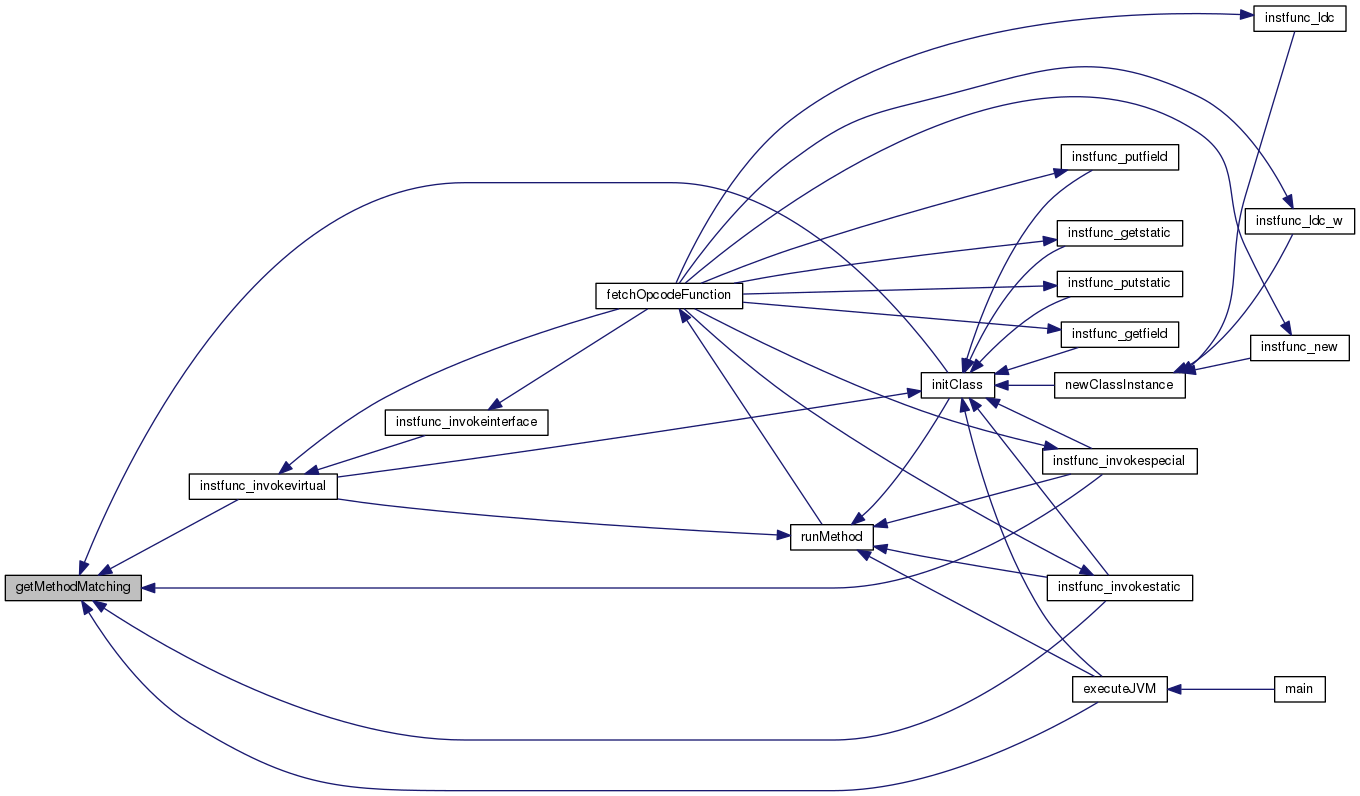 instfunc_ldc
instfunc_putfield
instfunc_ldc_w
instfunc_getstatic
instfunc_putstatic
fetchOpcodeFunction
instfunc_getfield
instfunc_new
initClass
newClassInstance
instfunc_invokeinterface
instfunc_invokespecial
instfunc_invokevirtual
runMethod
getMethodMatching
instfunc_invokestatic
executeJVM
main